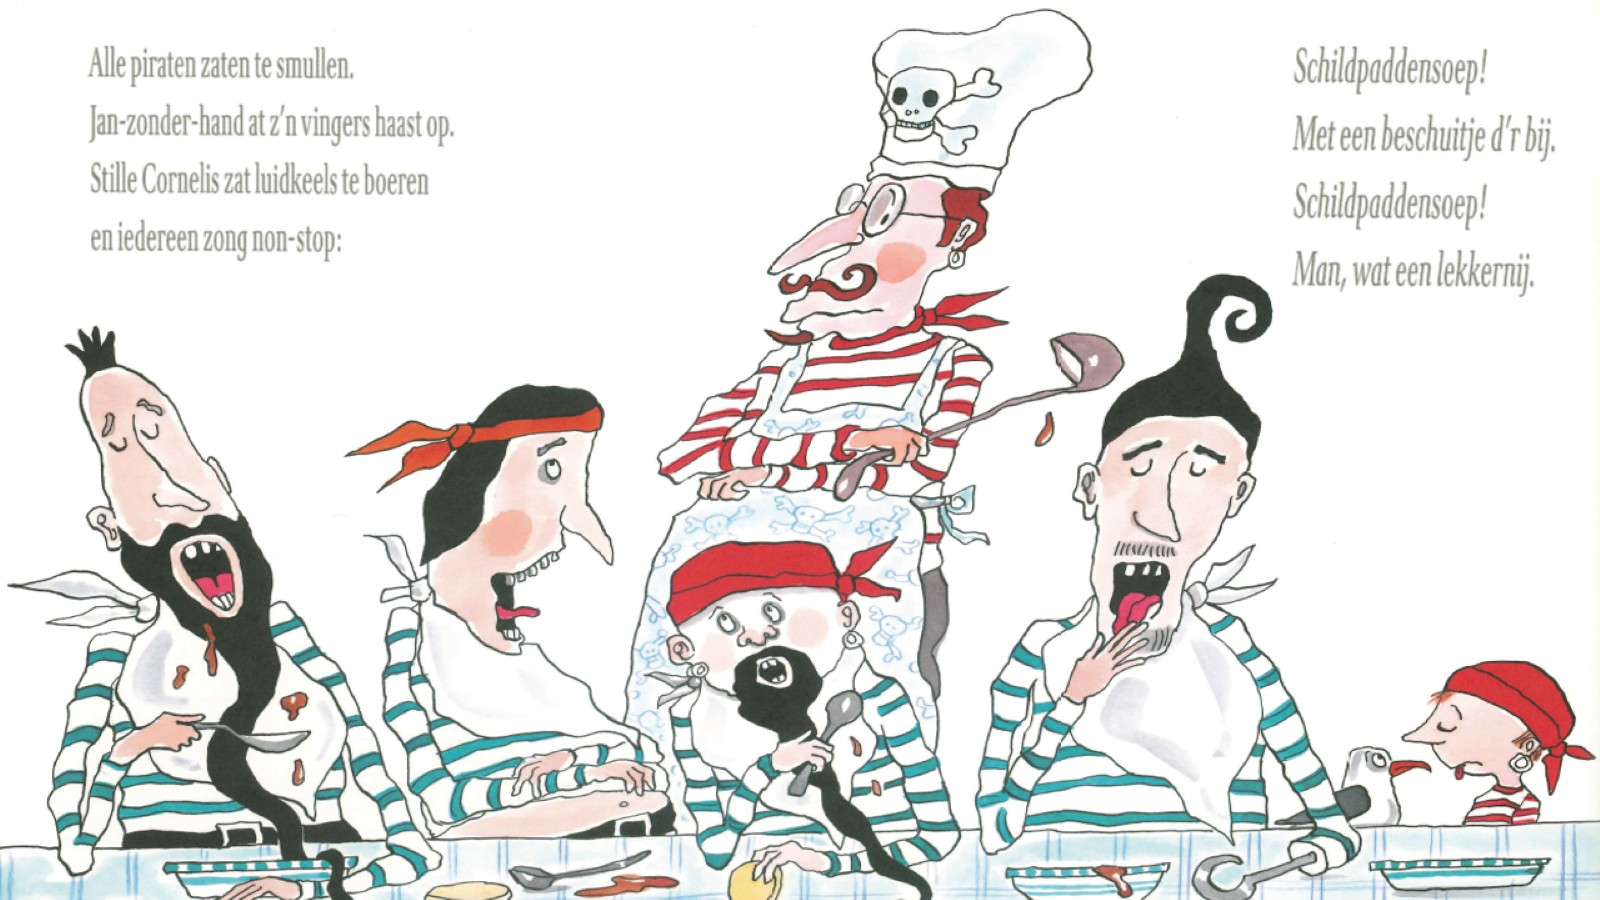 Alle piraten zaten te smullen.
Jan-zonder-hand at z'n vingers haast op.
Stille Cornelis zat luidkeels te boeren
en iedereen zong non-stop:
Schildpaddensoep!
Met een beschuitje d'r bij.
Schildpaddensoep!
Man, wat een lekkernij.